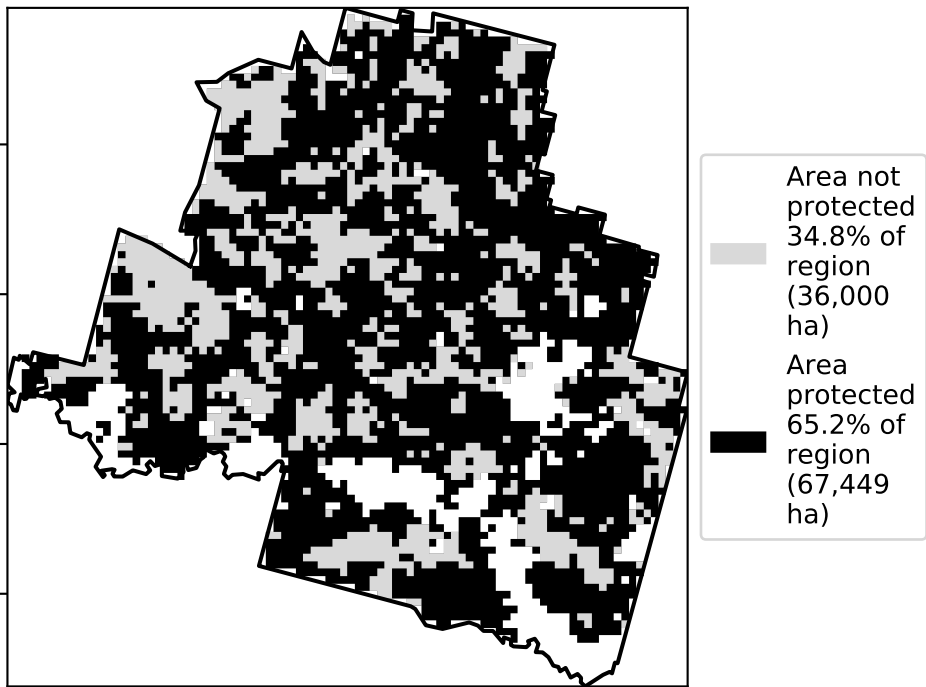 Area not
protected
34.8% of
region
(36,000
ha)
Area
protected
65.2% of
region
(67,449
ha)